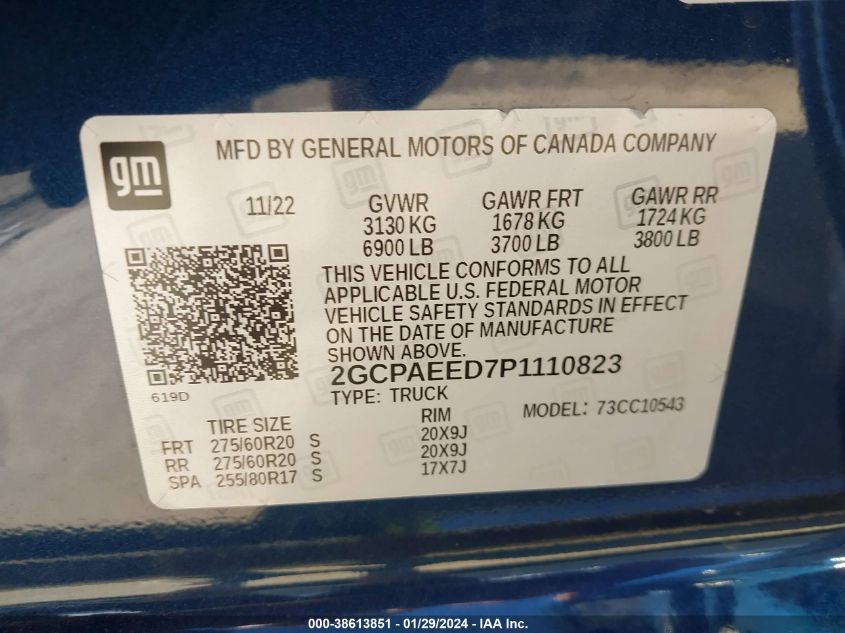 gm
MFD BY GENERAL MOTORS OF CANADA COMPANY
11/22 GVWR GAWR FRT GAWR RR
3130 KG 1678 KG 1724 KG
6900 LB 3700 LB 3800 LB
THIS VEHICLE CONFORMS TO ALL
APPLICABLE U.S. FEDERAL MOTOR
VEHICLE SAFETY STANDARDS IN EFFECT
ON THE DATE OF MANUFACTURE
SHOWN ABOVE.
619D
2GCPAEED7P1110823
TYPE: TRUCK MODEL: 73CC10543
TIRE SIZE RIM
FRT 275/60R20 S 20X9J
RR 275/60R20 S 20X9J
SPA 255/80R17 S 17X7J
000-38613851 - 01/29/2024 - IAA Inc.